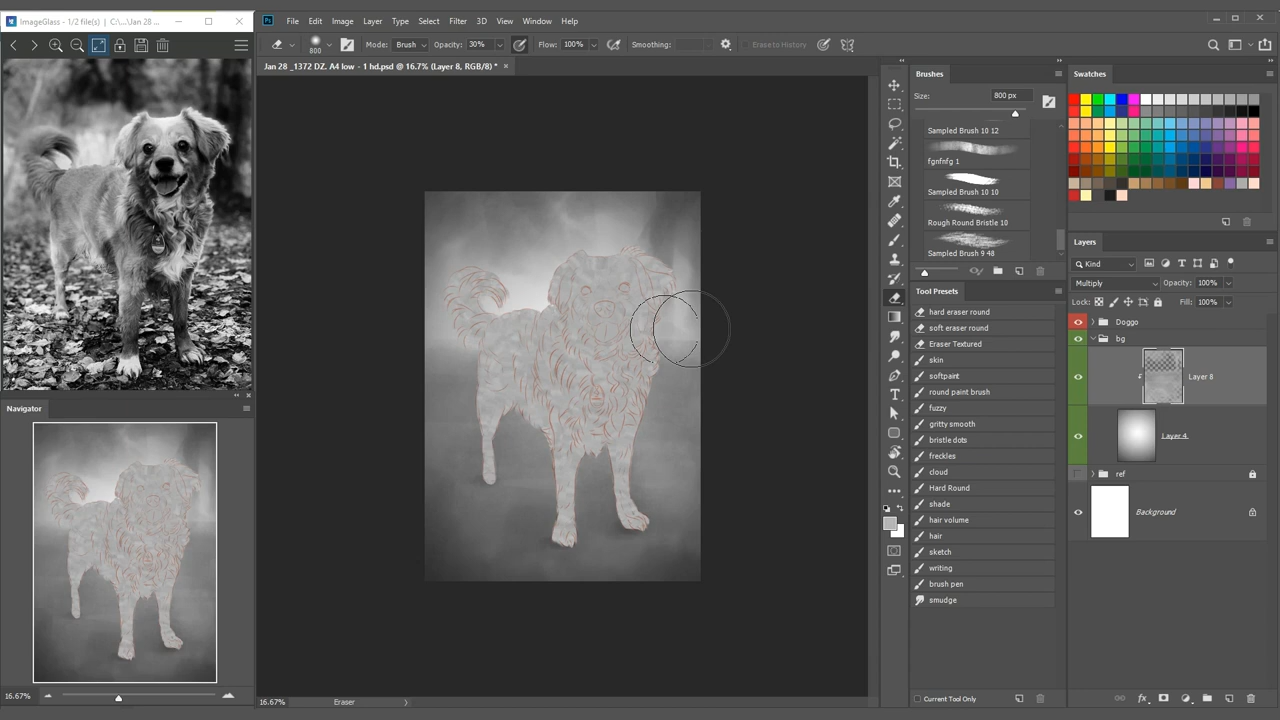 ImageGlass - 1/2 file(s) | C:\...\Jan 28 ...
File Edit Image Layer Type Select Filter 3D View Window Help
800 Mode: Brush Opacity: 30% Flow: 100% Smoothing: Erase to History
Jan 28 _1372 DZ. A4 low - 1 hd.psd @ 16.7% (Layer 8, RGB/8) *
Brushes
Size: 800 px
Sampled Brush 10 12
fgnfnfg 1
Sampled Brush 10 10
Rough Round Bristle 10
Sampled Brush 9 48
Tool Presets
hard eraser round
soft eraser round
Eraser Textured
skin
softpaint
round paint brush
fuzzy
gritty smooth
bristle dots
freckles
cloud
Hard Round
shade
hair volume
hair
sketch
writing
brush pen
smudge
Current Tool Only
Swatches
Layers
Kind
Multiply Opacity: 100%
Lock: Fill: 100%
Doggo
bg
Layer 8
Layer 4
ref
Background
fx
Navigator
16.67%
16.67% Eraser